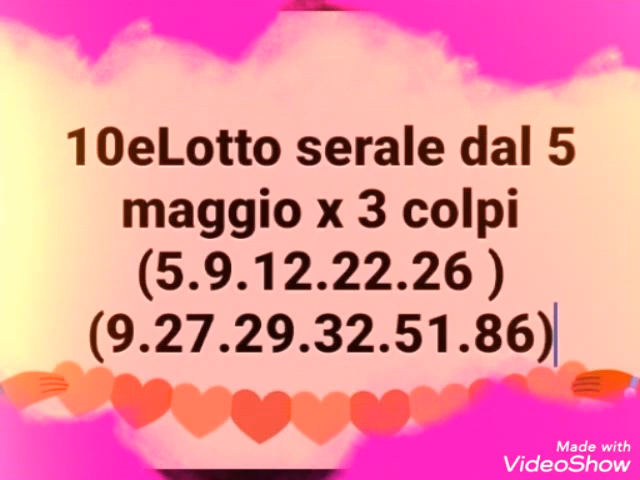 10eLotto serale dal 5
maggio x 3 colpi
(5.9.12.22.26 )
(9.27.29.32.51.86)
Made with
VideoShow